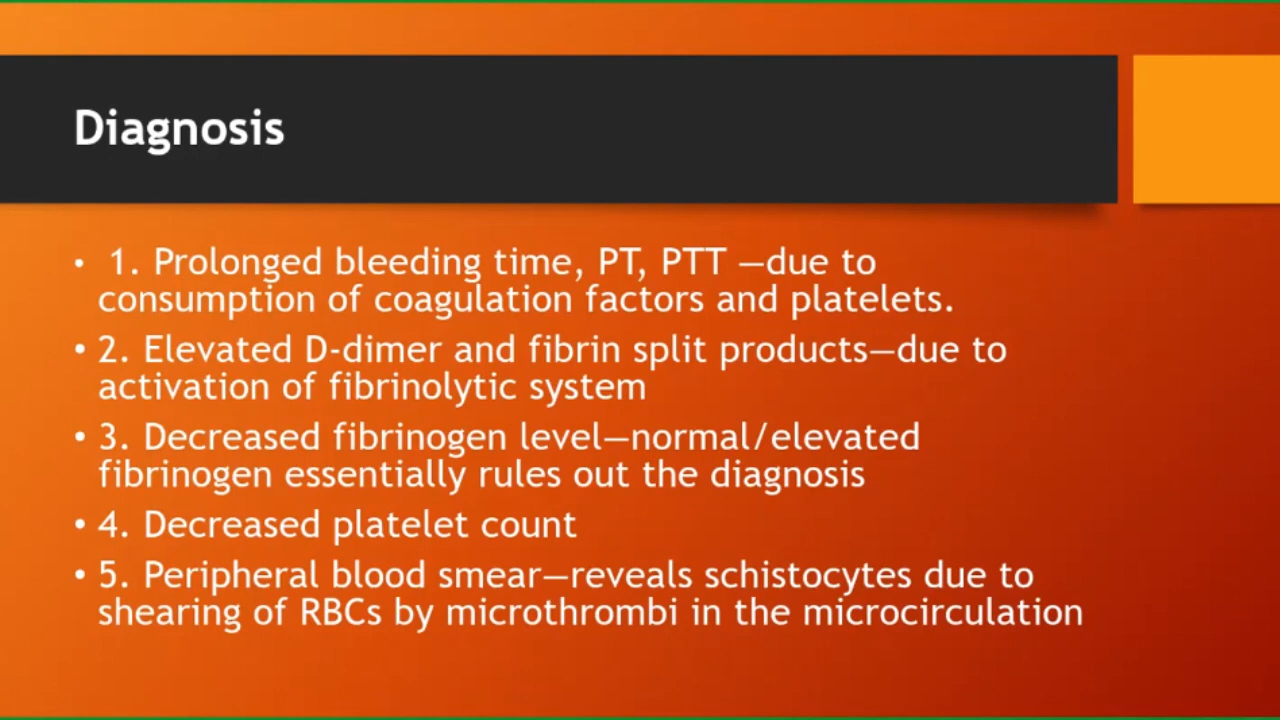 Diagnosis
• 1. Prolonged bleeding time, PT, PTT —due to
consumption of coagulation factors and platelets.
• 2. Elevated D-dimer and fibrin split products—due to
activation of fibrinolytic system
• 3. Decreased fibrinogen level—normal/elevated
fibrinogen essentially rules out the diagnosis
• 4. Decreased platelet count
• 5. Peripheral blood smear—reveals schistocytes due to
shearing of RBCs by microthrombi in the microcirculation